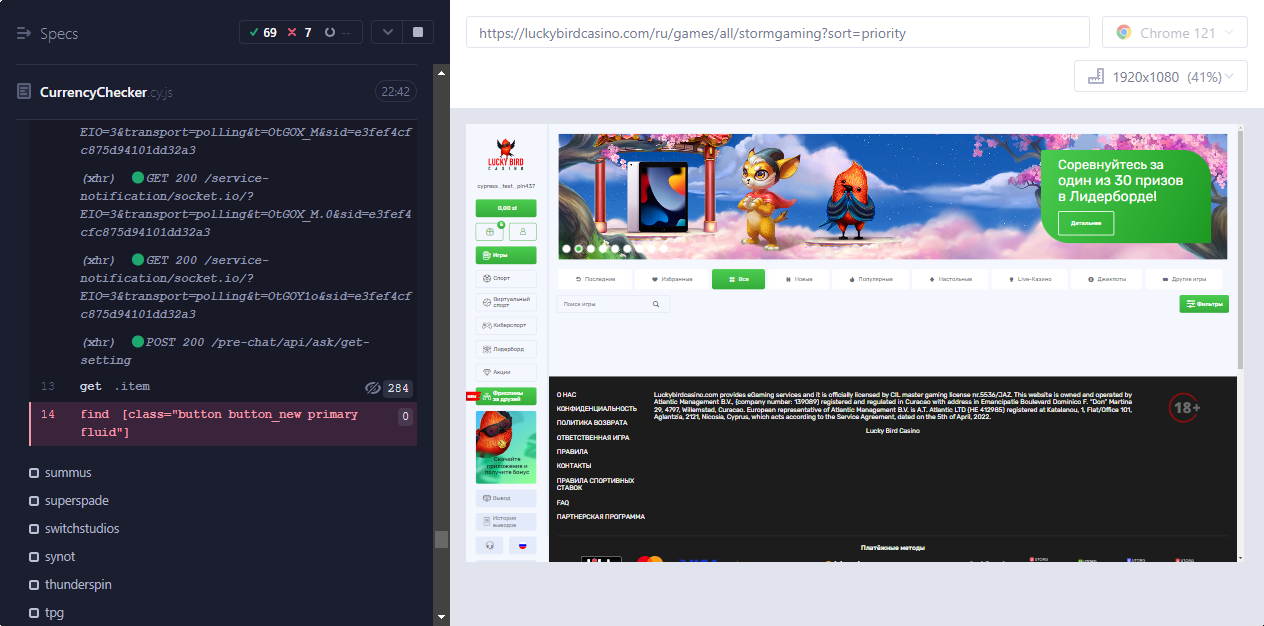 Specs
69
7
--
CurrencyChecker.cy.js
22:42
EIO=3&transport=polling&t=OtGOX_M&sid=e3fef4cf
cfc875d94101dd32a3
(xhr) GET 200 /service-
notification/socket.io/?
EIO=3&transport=polling&t=OtGOX_M.0&sid=e3fef4
cfc875d94101dd32a3
(xhr) GET 200 /service-
notification/socket.io/?
EIO=3&transport=polling&t=OtGOY1o&sid=e3fef4cf
c875d94101dd32a3
(xhr) POST 200 /pre-chat/api/ask/get-
setting
13 get .item 284
14 find [class="button button_new primary
fluid"] 0
summus
superspade
switchstudios
synot
thunderspin
tpg
https://luckybirdcasino.com/ru/games/all/stormgaming?sort=priority
Chrome 121
1920x1080 (41%)
LUCKY BIRD
CASINO
cypress_test_pln437
0,00 zł
Игры
Спорт
Виртуальный
спорт
Киберспорт
Лидерборд
Акции
NEW
Фриспины
за друзей
Скачайте
приложение и
получите бонус
Вывод
История
выводов
Соревнуйтесь за
один из 30 призов
в Лидерборде!
Детальнее
Последние
Избранные
Все
Новые
Популярные
Настольные
Live-Казино
Джекпоты
Другие игры
Поиск игры
Фильтры
О НАС
КОНФИДЕНЦИАЛЬНОСТЬ
ПОЛИТИКА ВОЗВРАТА
ОТВЕТСТВЕННАЯ ИГРА
ПРАВИЛА
КОНТАКТЫ
ПРАВИЛА СПОРТИВНЫХ
СТАВОК
FAQ
ПАРТНЕРСКАЯ ПРОГРАММА
Luckybirdcasino.com provides eGaming services and it is officially licensed by CIL master gaming license nr.5536/JAZ. This website is owned and operated by
Atlentic Management B.V., (company number: 139089) registered and regulated in Curacao with address in Emancipatie Boulevard Dominico F. "Don" Martina
29, 4797, Willemstad, Curacao. European representative of Atlentic Management B.V. is A.T. Atlentic LTD (HE 412985) registered at Katalanou, 1, Flat/Office 101,
Aglantzia, 2121, Nicosia, Cyprus, which acts according to the Service Agreement, dated on the 5th of April, 2022.
Lucky Bird Casino
18+
Платёжные методы